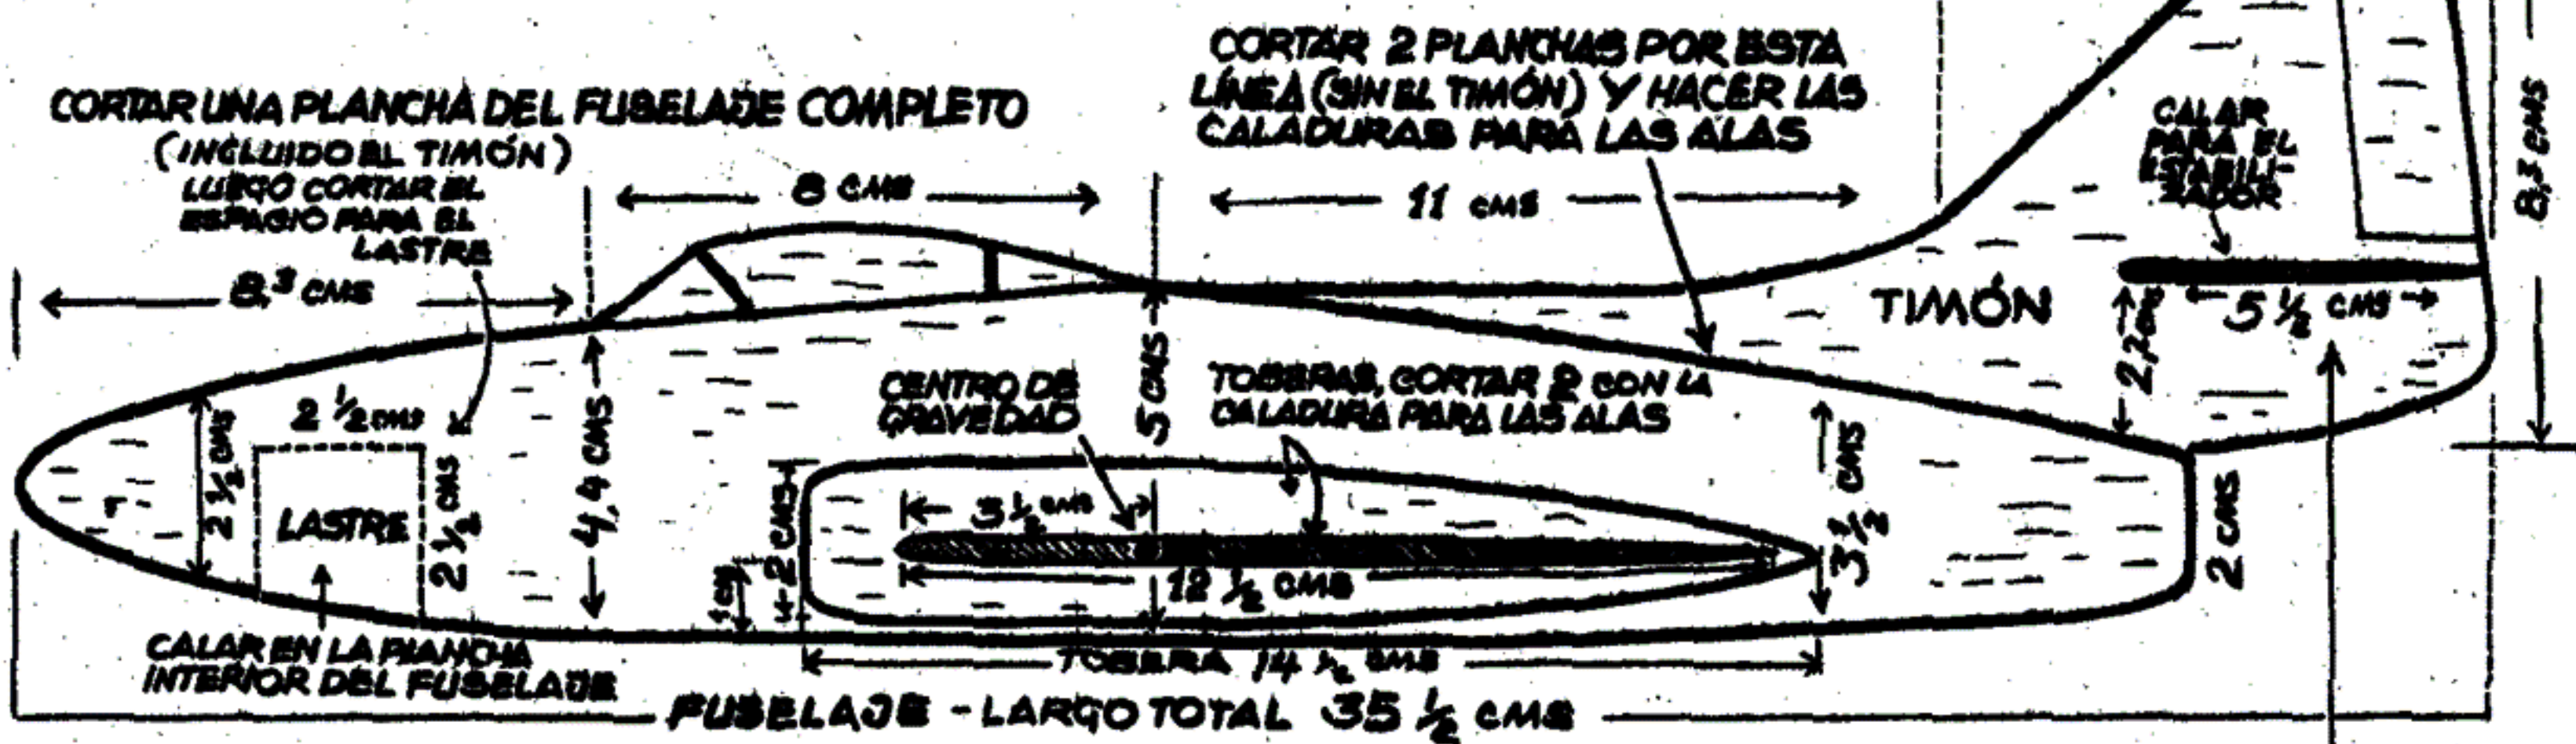 CORTAR UNA PLANCHA DEL FUSELAJE COMPLETO
(INCLUIDO EL TIMÓN)
LUEGO CORTAR EL
ESPACIO PARA EL
LASTRE
8,3 CMS
8 CMS
CORTAR 2 PLANCHAS POR ESTA
LÍNEA (SIN EL TIMÓN) Y HACER LAS
CALADURAS PARA LAS ALAS
11 CMS
CALAR
PARA EL
ESTABILI-
ZADOR
8,3 CMS
TIMÓN
5 ½ CMS
2,2 CMS
2 ½ CMS
2 ½ CMS
LASTRE
2 ½ CMS
4,4 CMS
CENTRO DE
GRAVEDAD
5 CMS
TOBERAS, CORTAR 2 CON LA
CALADURA PARA LAS ALAS
3 ½ CMS
12 ½ CMS
2 CMS
1 CM
3 ½ CMS
2 CMS
CALAR EN LA PLANCHA
INTERIOR DEL FUSELAJE
TOBERA 14 ½ CMS
FUSELAJE - LARGO TOTAL 35 ½ CMS